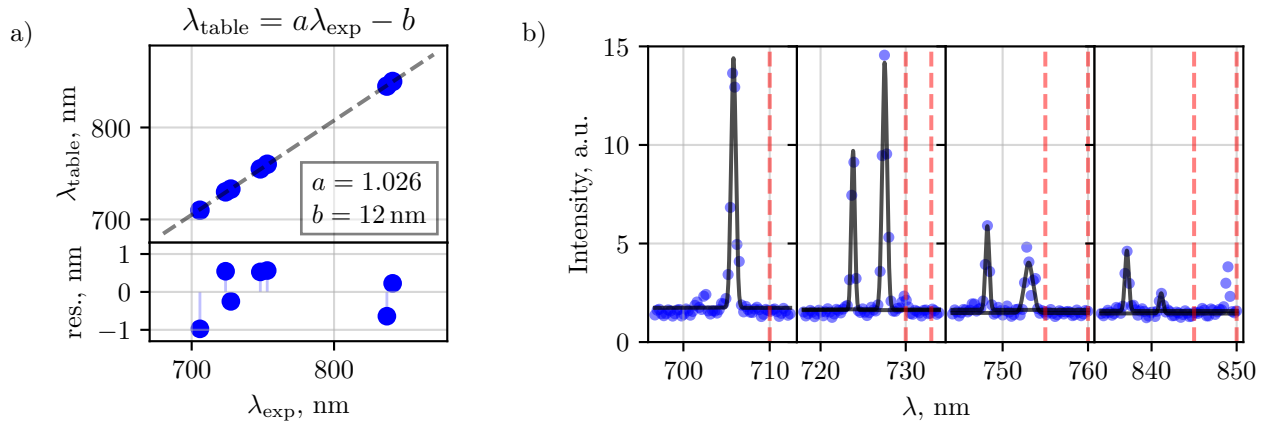 a)
λ_table = aλ_exp − b
λ_table, nm
800
700
a = 1.026
b = 12 nm
res., nm
1
0
−1
700
800
λ_exp, nm
b)
Intensity, a.u.
15
10
5
0
700
710
720
730
750
760
840
850
λ, nm